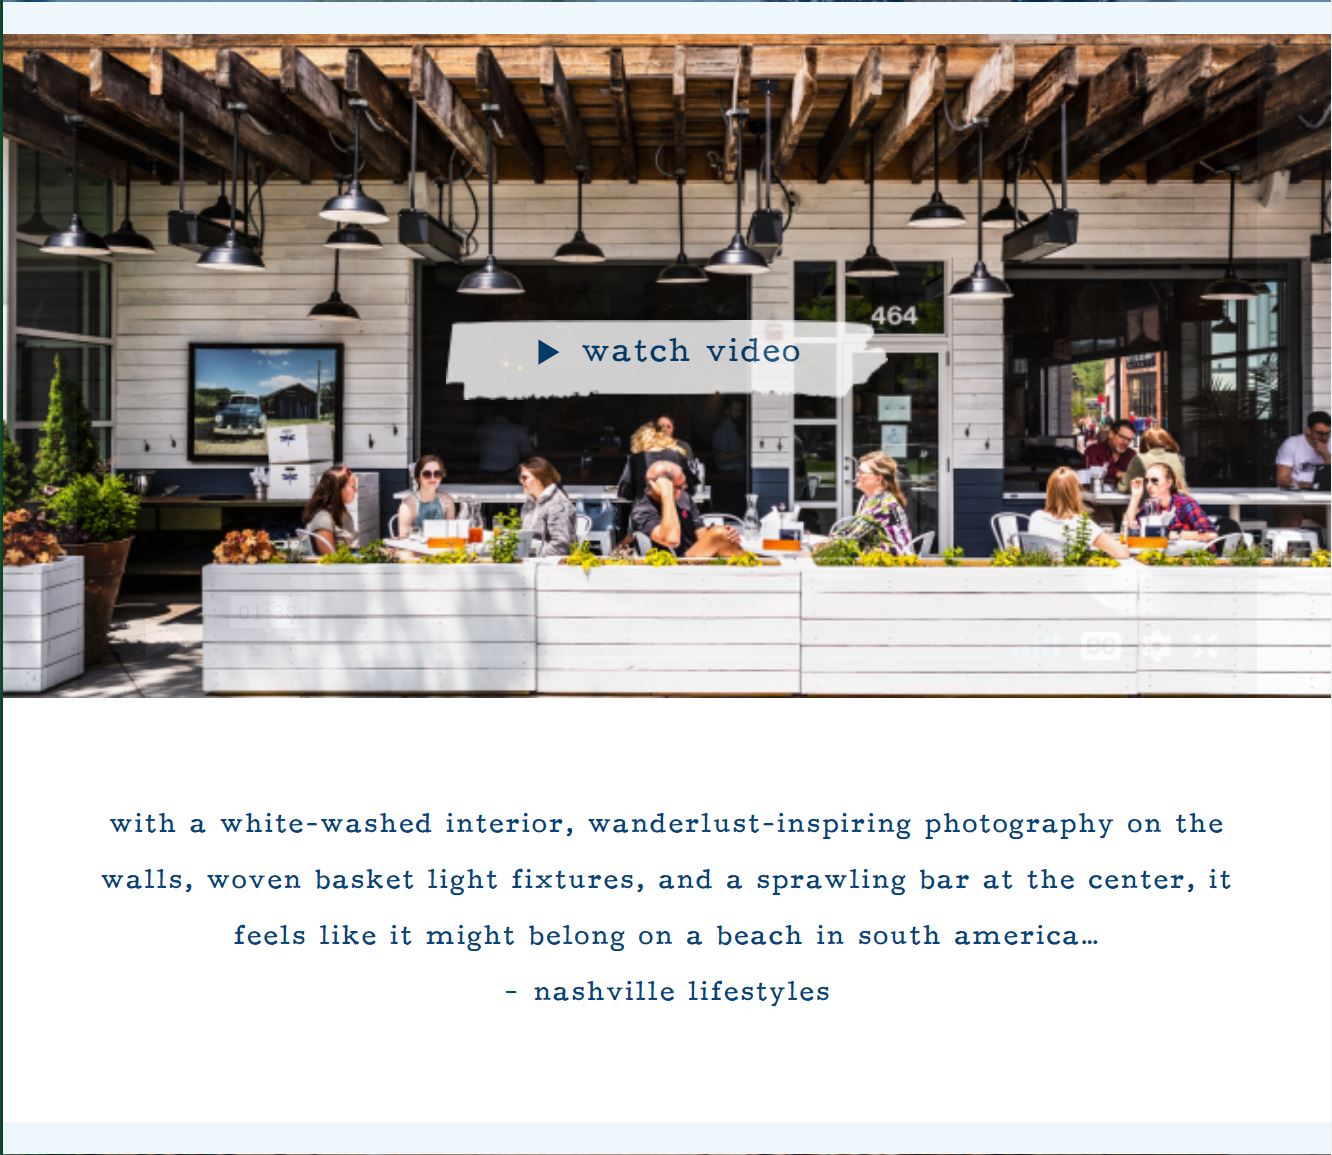 464
▶ watch video
01:33
CC
with a white-washed interior, wanderlust-inspiring photography on the
walls, woven basket light fixtures, and a sprawling bar at the center, it
feels like it might belong on a beach in south america…
– nashville lifestyles